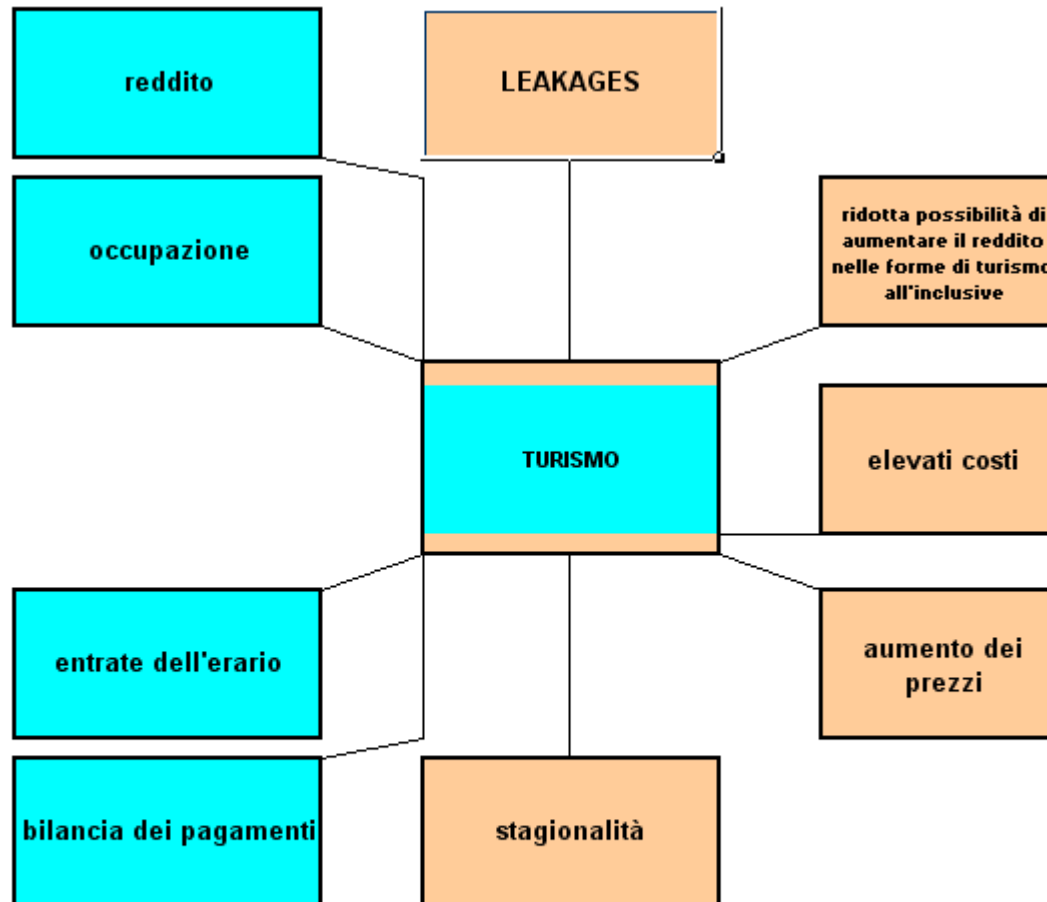 reddito
LEAKAGES
occupazione
ridotta possibilità di
aumentare il reddito
nelle forme di turismo
all'inclusive
TURISMO
elevati costi
entrate dell'erario
aumento dei
prezzi
bilancia dei pagamenti
stagionalità